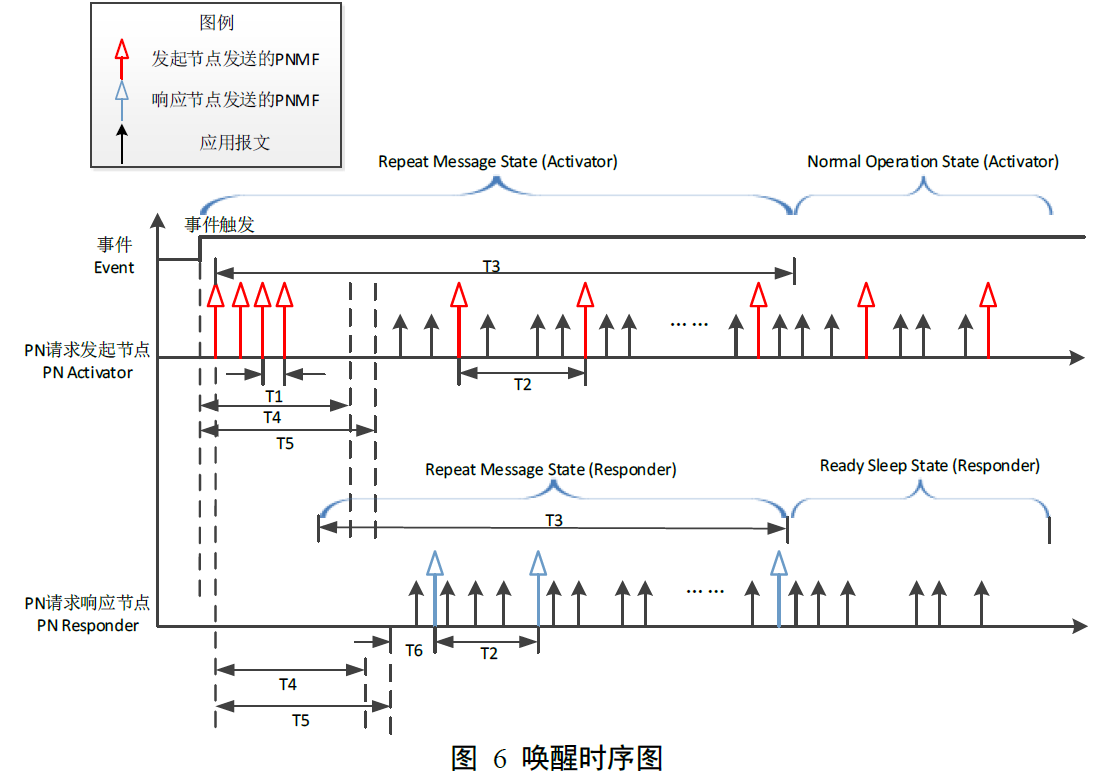 图例
发起节点发送的PNMF
响应节点发送的PNMF
应用报文
Repeat Message State (Activator)
Normal Operation State (Activator)
事件触发
事件
Event
T3
... ...
PN请求发起节点
PN Activator
T1
T2
T4
T5
Repeat Message State (Responder)
Ready Sleep State (Responder)
T3
... ...
PN请求响应节点
PN Responder
T6
T2
T4
T5
图 6 唤醒时序图